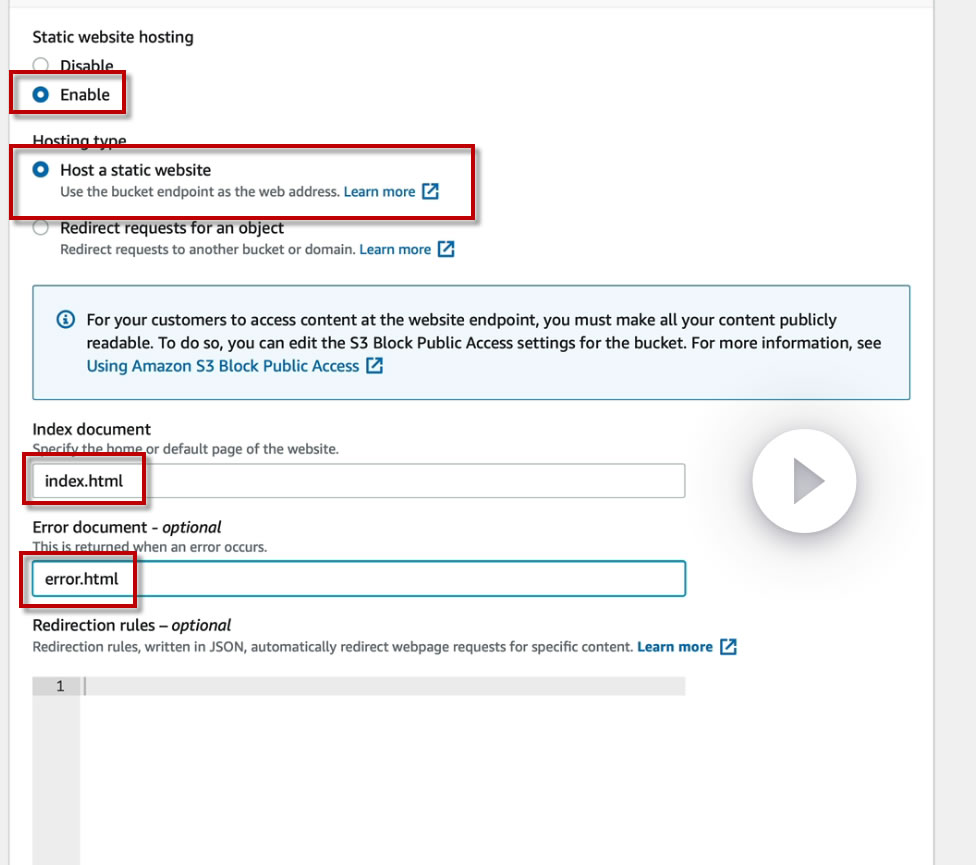 Static website hosting
Disable
Enable
Hosting type
Host a static website
Use the bucket endpoint as the web address. Learn more
Redirect requests for an object
Redirect requests to another bucket or domain. Learn more
For your customers to access content at the website endpoint, you must make all your content publicly
readable. To do so, you can edit the S3 Block Public Access settings for the bucket. For more information, see
Using Amazon S3 Block Public Access
Index document
Specify the home or default page of the website.
index.html
Error document - optional
This is returned when an error occurs.
error.html
Redirection rules – optional
Redirection rules, written in JSON, automatically redirect webpage requests for specific content. Learn more
1